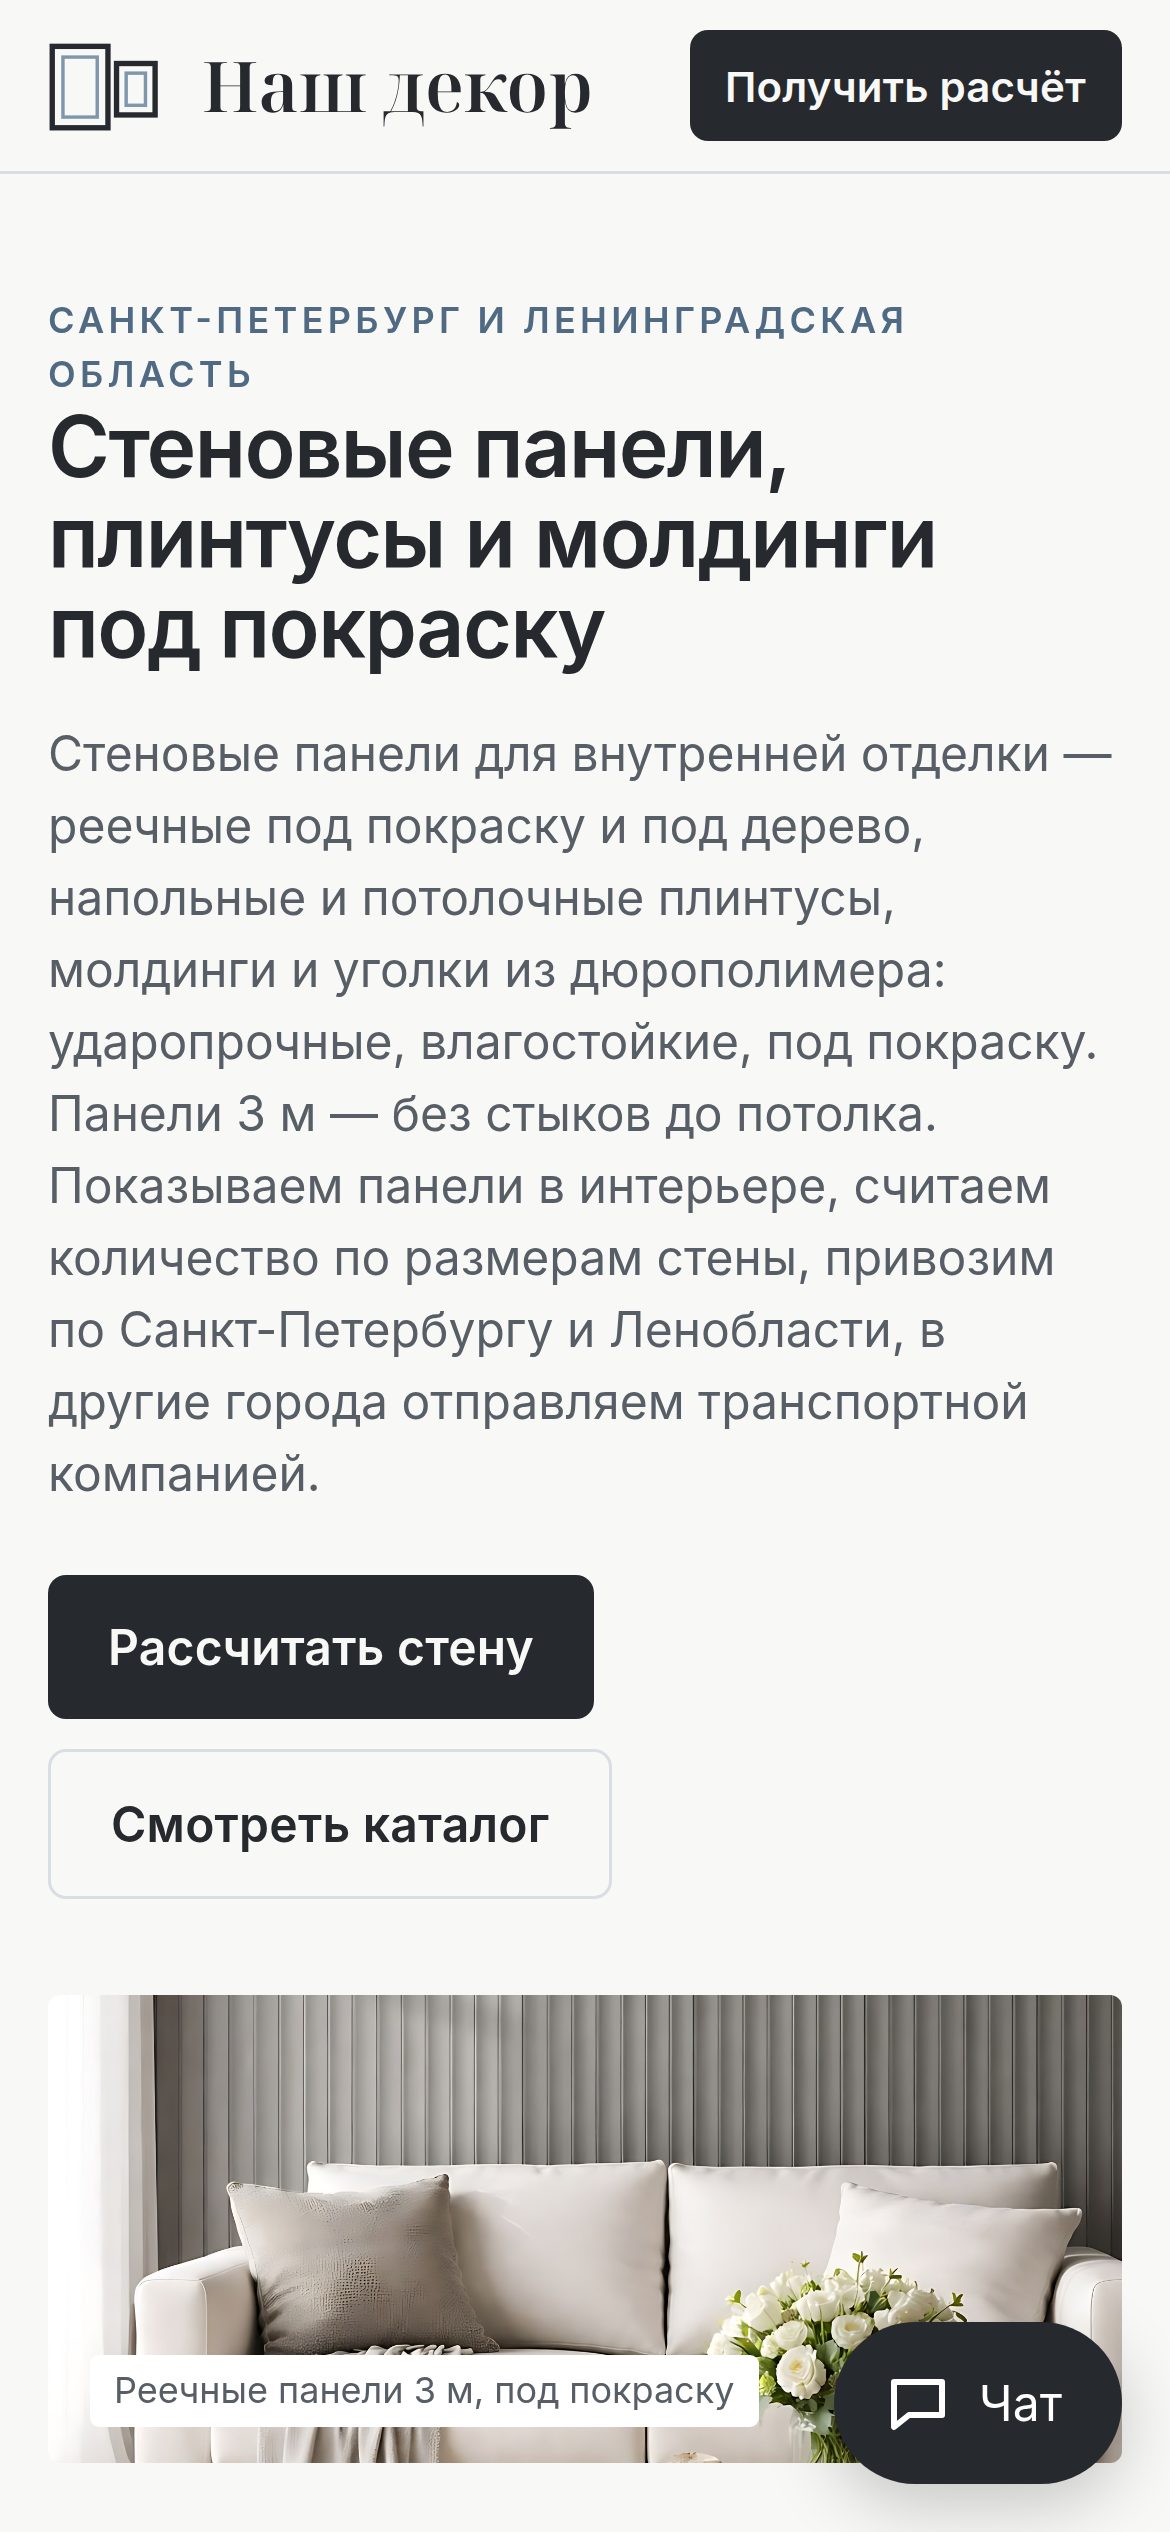 Наш декор
Получить расчёт
САНКТ-ПЕТЕРБУРГ И ЛЕНИНГРАДСКАЯ
ОБЛАСТЬ
Стеновые панели,
плинтусы и молдинги
под покраску
Стеновые панели для внутренней отделки —
реечные под покраску и под дерево,
напольные и потолочные плинтусы,
молдинги и уголки из дюрополимера:
ударопрочные, влагостойкие, под покраску.
Панели 3 м — без стыков до потолка.
Показываем панели в интерьере, считаем
количество по размерам стены, привозим
по Санкт-Петербургу и Ленобласти, в
другие города отправляем транспортной
компанией.
Рассчитать стену
Смотреть каталог
Реечные панели 3 м, под покраску
Чат